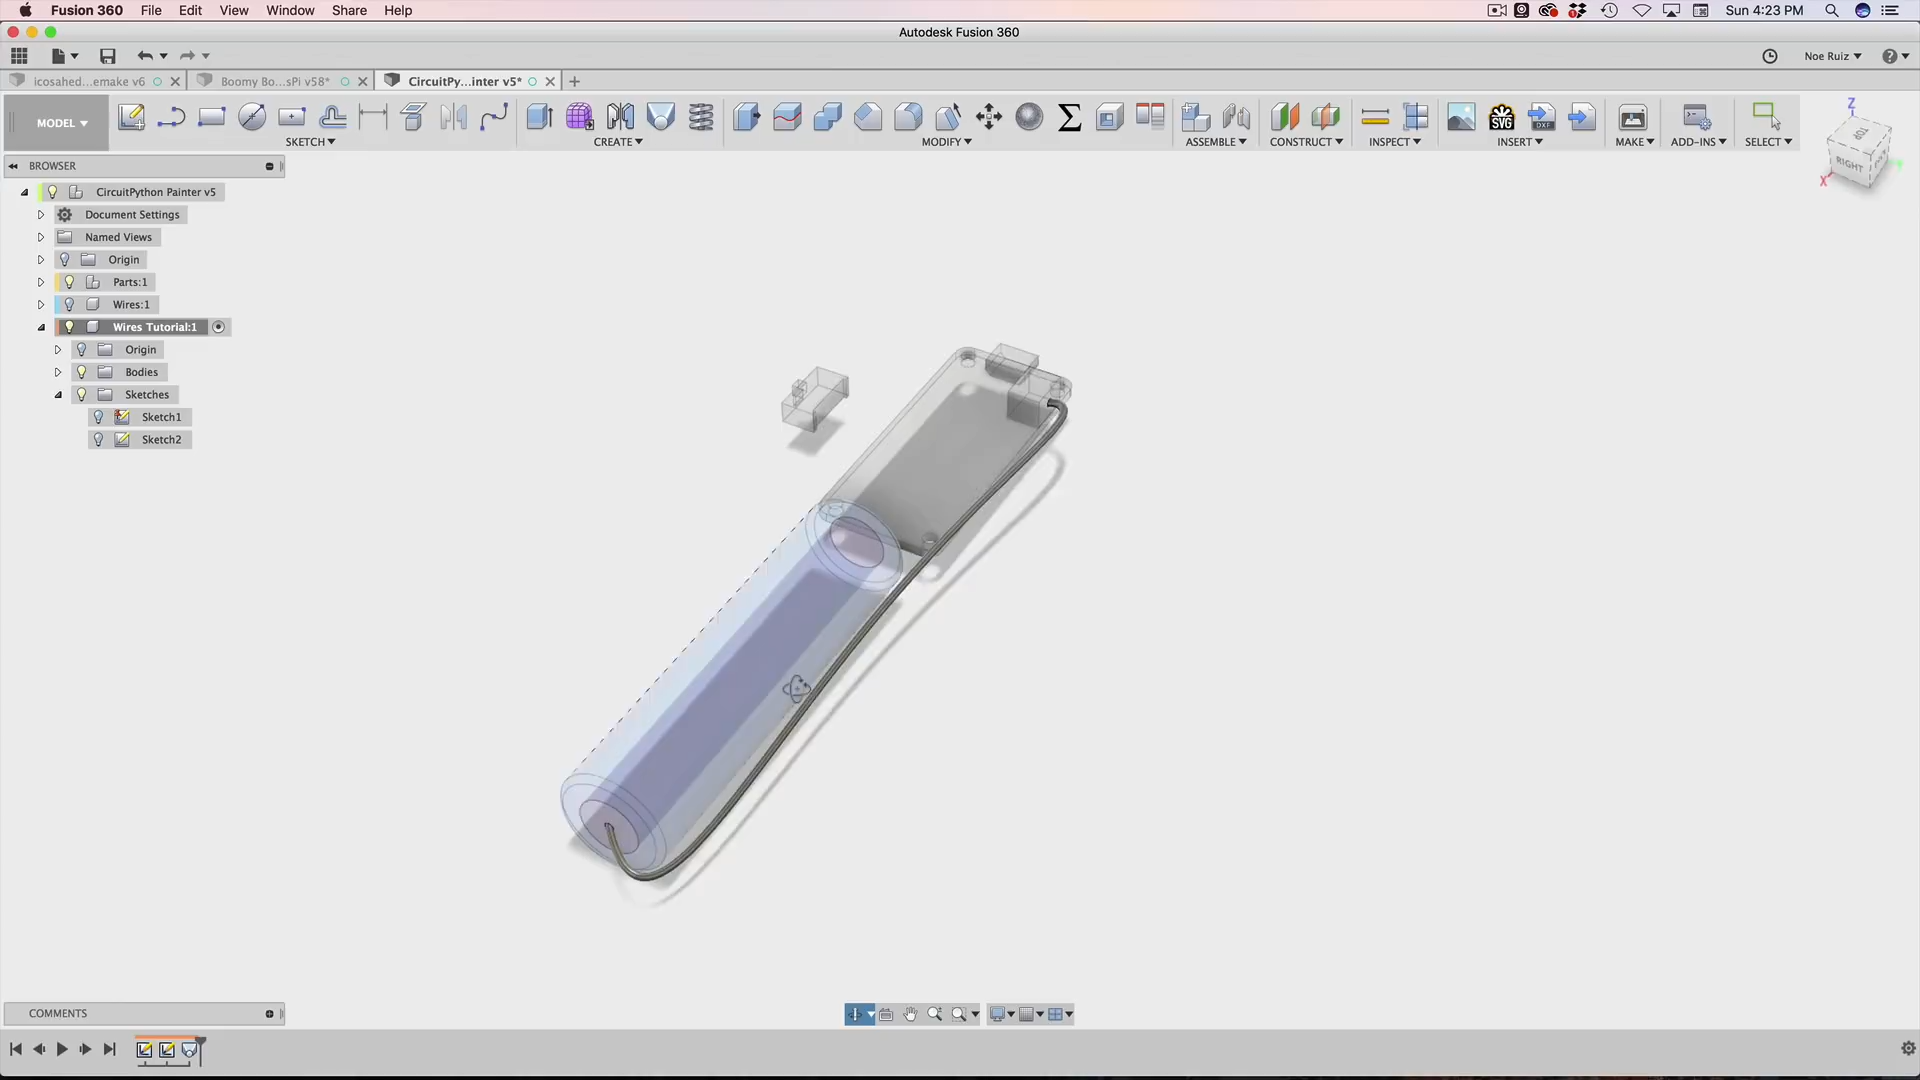 Fusion 360 File Edit View Window Share Help Sun 4:23 PM
Autodesk Fusion 360
Noe Ruiz
icosahed...emake v6 Boomy Bo...sPi v58* CircuitPy...inter v5*
MODEL
SKETCH CREATE MODIFY ASSEMBLE CONSTRUCT INSPECT INSERT MAKE ADD-INS SELECT
SVG
DXF
Z
TOP
RIGHT
X
BROWSER
CircuitPython Painter v5
Document Settings
Named Views
Origin
Parts:1
Wires:1
Wires Tutorial:1
Origin
Bodies
Sketches
Sketch1
Sketch2
COMMENTS